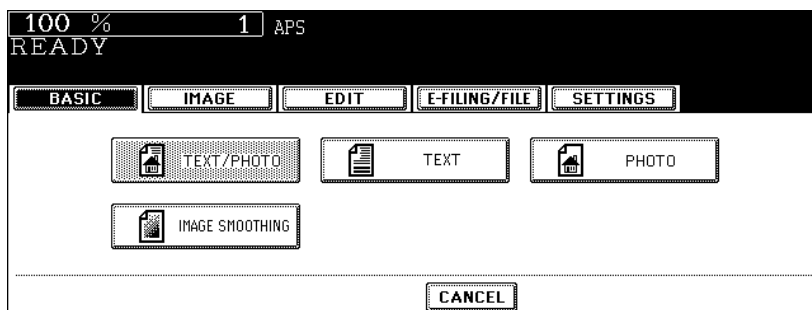 100 % 1 APS
READY
BASIC IMAGE EDIT E-FILING/FILE SETTINGS
TEXT/PHOTO TEXT PHOTO
IMAGE SMOOTHING
CANCEL